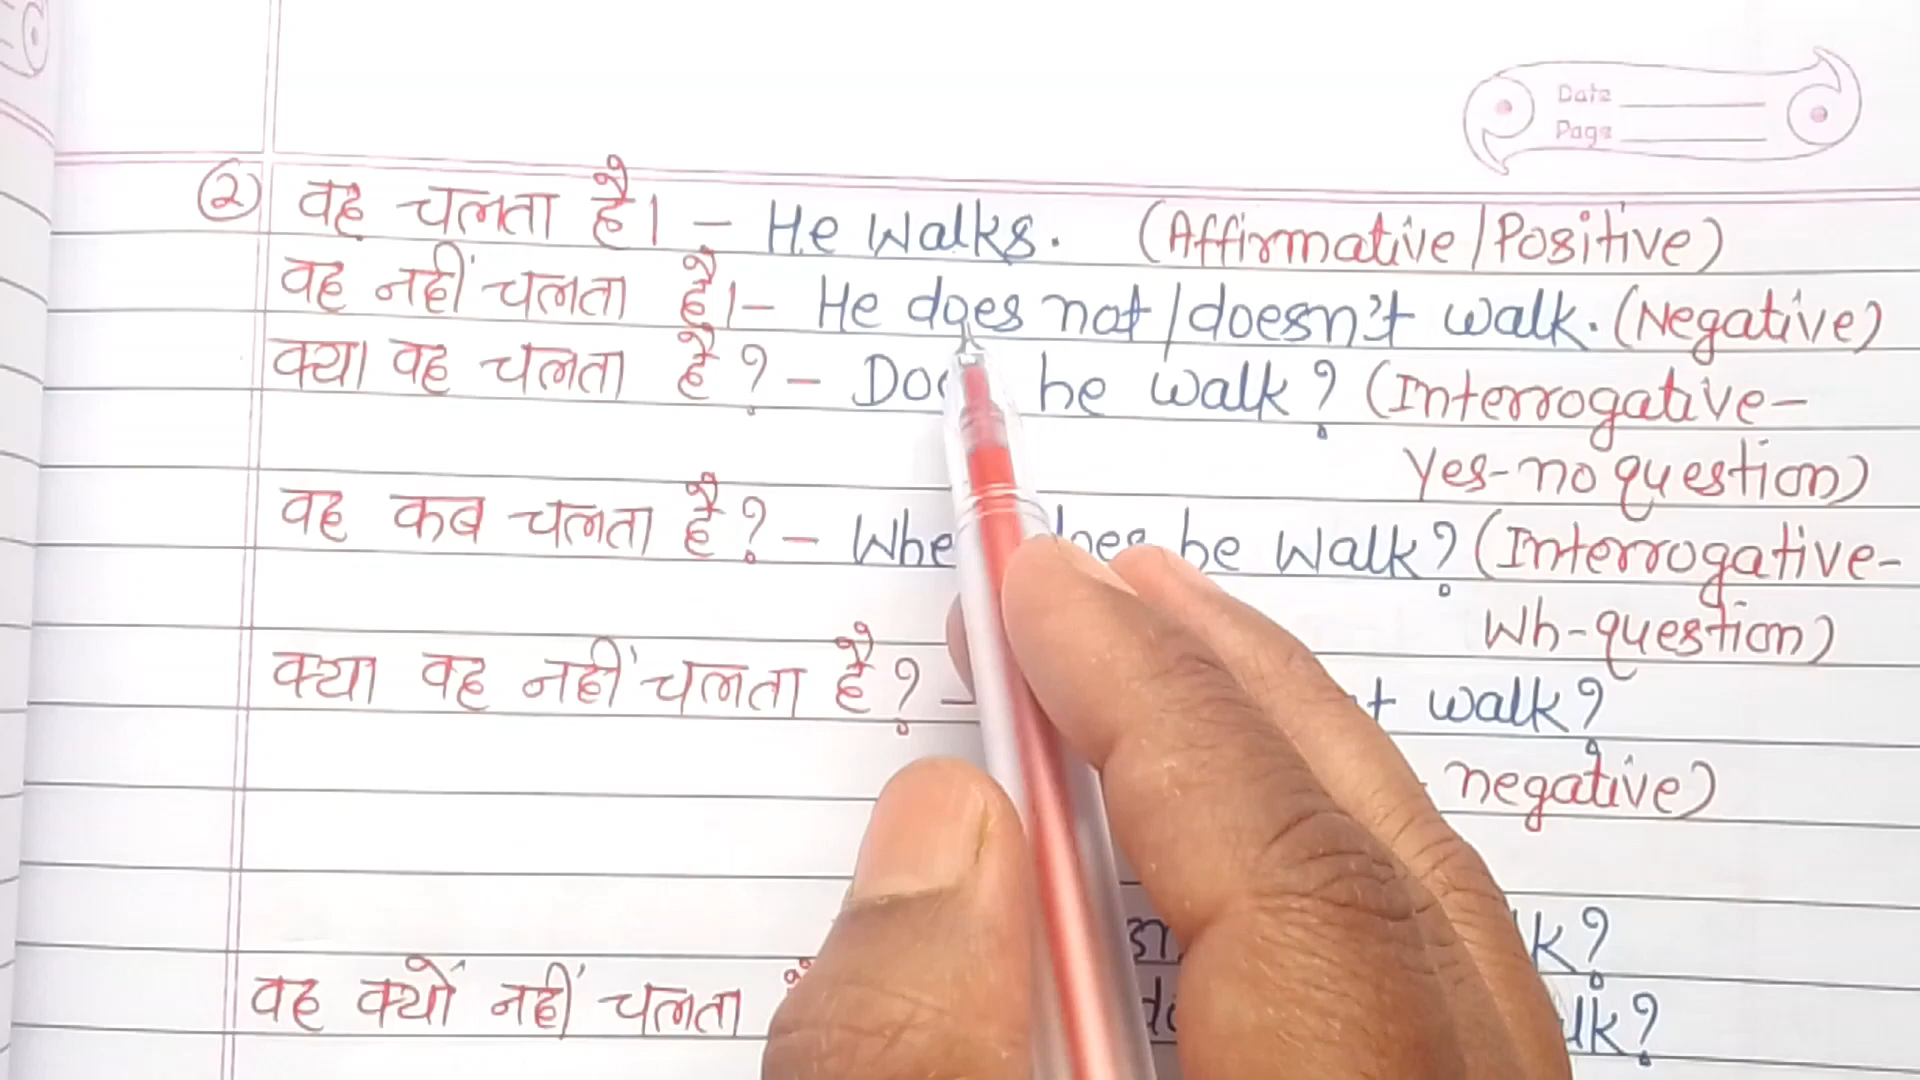 Date
Page
② वह चलता है। – He walks. (Affirmative/Positive)
वह नहीं चलता है। – He does not/doesn't walk. (Negative)
क्या वह चलता है? – he walk? (Interrogative-
Yes-no question)
वह कब चलता है? – he walk? (Interrogative-
Wh-question)
क्या वह नहीं चलता है? – walk?
negative)
वह क्यों नहीं चलता